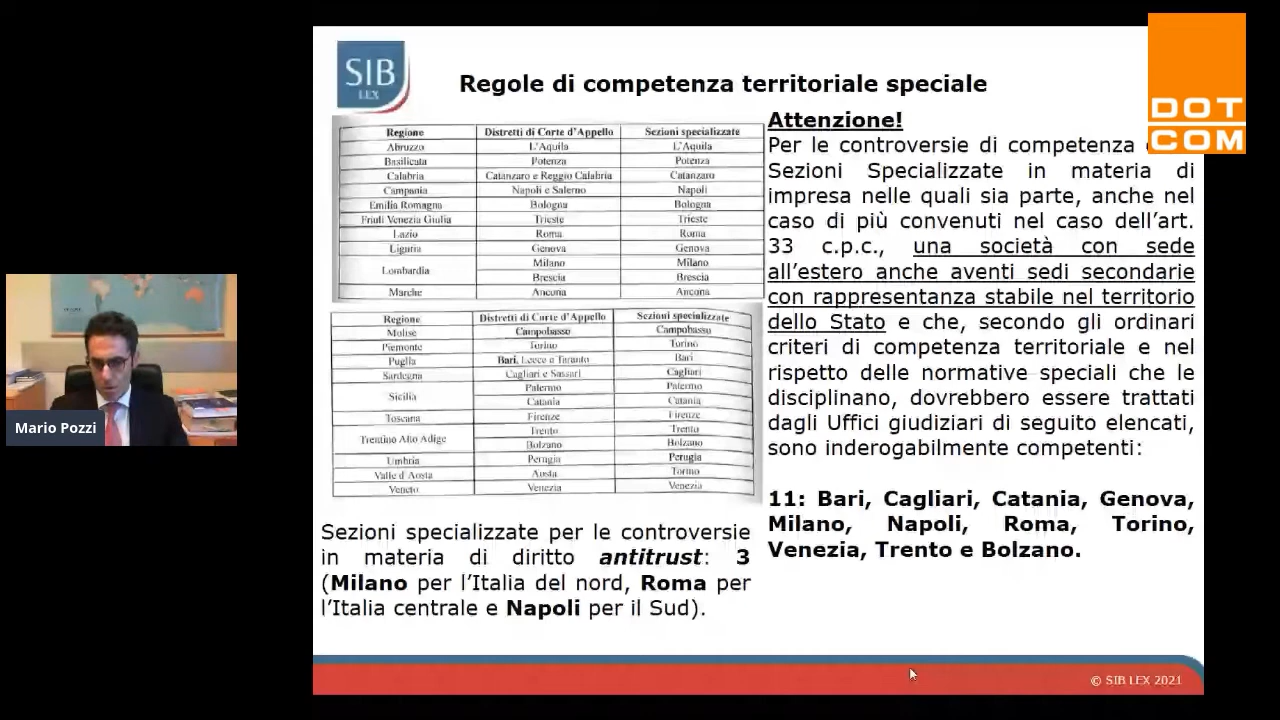 SIB
LEX
Regole di competenza territoriale speciale
DOT
COM
Regione Distretti di Corte d'Appello Sezioni specializzate
Abruzzo L'Aquila L'Aquila
Basilicata Potenza Potenza
Calabria Catanzaro e Reggio Calabria Catanzaro
Campania Napoli e Salerno Napoli
Emilia Romagna Bologna Bologna
Friuli Venezia Giulia Trieste Trieste
Lazio Roma Roma
Liguria Genova Genova
Lombardia Milano Milano
Brescia Brescia
Marche Ancona Ancona
Regione Distretti di Corte d'Appello Sezioni specializzate
Molise Campobasso Campobasso
Piemonte Torino Torino
Puglia Bari, Lecce o Taranto Bari
Sardegna Cagliari e Sassari Cagliari
Sicilia Palermo Palermo
Catania Catania
Toscana Firenze Firenze
Trentino Alto Adige Trento Trento
Bolzano Bolzano
Umbria Perugia Perugia
Valle d'Aosta Aosta Torino
Veneto Venezia Venezia
Sezioni specializzate per le controversie
in materia di diritto antitrust: 3
(Milano per l'Italia del nord, Roma per
l'Italia centrale e Napoli per il Sud).
Attenzione!
Per le controversie di competenza
Sezioni Specializzate in materia di
impresa nelle quali sia parte, anche nel
caso di più convenuti nel caso dell'art.
33 c.p.c., una società con sede
all'estero anche aventi sedi secondarie
con rappresentanza stabile nel territorio
dello Stato e che, secondo gli ordinari
criteri di competenza territoriale e nel
rispetto delle normative speciali che le
disciplinano, dovrebbero essere trattati
dagli Uffici giudiziari di seguito elencati,
sono inderogabilmente competenti:
11: Bari, Cagliari, Catania, Genova,
Milano, Napoli, Roma, Torino,
Venezia, Trento e Bolzano.
Mario Pozzi
© SIB LEX 2021